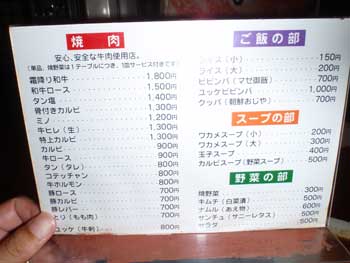 焼 肉
安心、安全な牛肉使用店。
(単品、焼野菜は1テーブルにつき、1回サービス付きです)
霜降り和牛 1,800円
和牛ロース 1,500円
タン塩 1,400円
骨付きカルビ 1,300円
ミノ 1,200円
牛ヒレ(生) 1,300円
特上カルビ 1,100円
カルビ 900円
牛ロース 900円
タン(タレ) 800円
コテッチャン 800円
牛ホルモン 800円
豚ロース 700円
豚カルビ 700円
豚レバー 700円
とり(もも肉) 700円
ユッケ(牛刺) 800円
ご飯の部
ライス(小) 150円
ライス(大) 200円
ビビンバ(マゼ御飯) 700円
ユッケビビンバ 1,000円
クッパ(朝鮮おじや) 700円
スープの部
ワカメスープ(小) 200円
ワカメスープ(大) 300円
玉子スープ 400円
カルビスープ(野菜スープ) 500円
野菜の部
焼野菜 300円
キムチ(白菜漬) 500円
ナムル(あえ物) 600円
サンチュ(サニーレタス) 500円
サラダ 500円